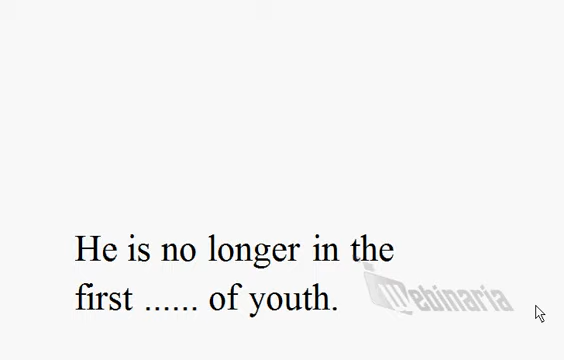 He is no longer in the
first ...... of youth.
Webinaria